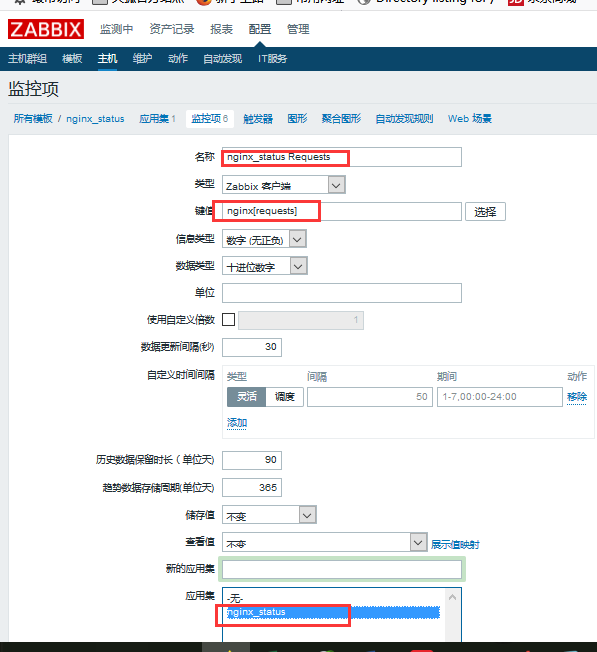 ZABBIX 监测中 资产记录 报表 配置 管理
主机群组 模板 主机 维护 动作 自动发现 IT服务
监控项
所有模板 / nginx_status 应用集 1 监控项 6 触发器 图形 聚合图形 自动发现规则 Web 场景
名称 nginx_status Requests
类型 Zabbix 客户端
键值 nginx[requests] 选择
信息类型 数字 (无正负)
数据类型 十进位数字
单位
使用自定义倍数 1
数据更新间隔(秒) 30
自定义时间间隔 类型 间隔 期间 动作
灵活 调度 50 1-7,00:00-24:00 移除
添加
历史数据保留时长 ( 单位天) 90
趋势数据存储周期(单位天) 365
储存值 不变
查看值 不变 展示值映射
新的应用集
应用集 -无-
nginx_status